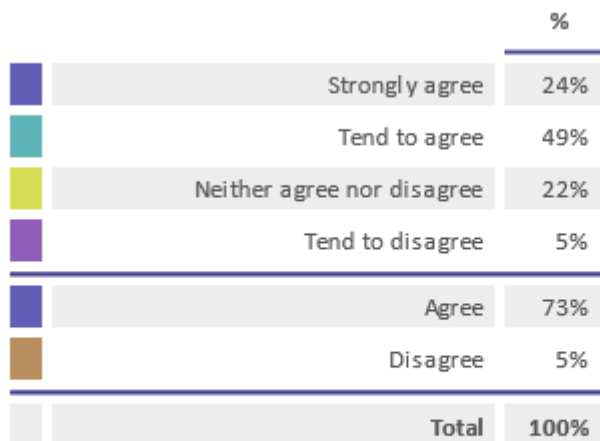 %
Strongly agree 24%
Tend to agree 49%
Neither agree nor disagree 22%
Tend to disagree 5%
Agree 73%
Disagree 5%
Total 100%